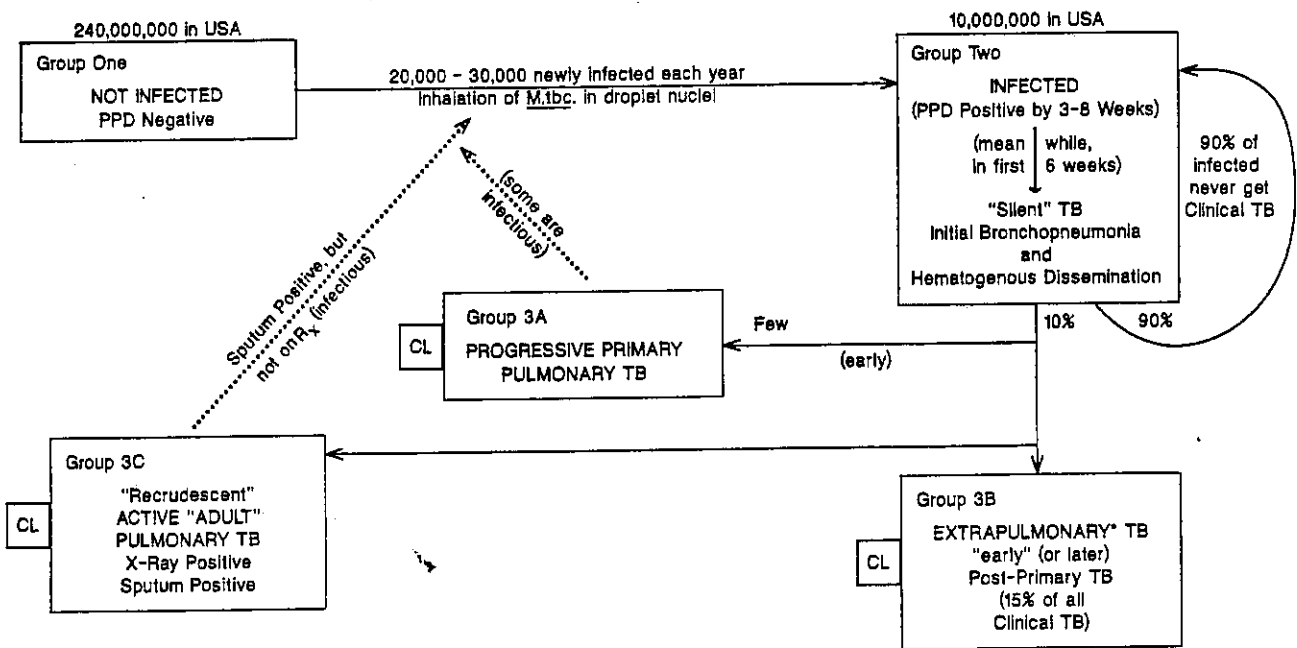 240,000,000 in USA
Group One
NOT INFECTED
PPD Negative
20,000 - 30,000 newly infected each year
Inhalation of M.tbc. in droplet nuclei
10,000,000 in USA
Group Two
INFECTED
(PPD Positive by 3-8 Weeks)
(mean while,
in first 6 weeks)
"Silent" TB
Initial Bronchopneumonia
and
Hematogenous Dissemination
90% of
infected
never get
Clinical TB
10%
90%
Sputum Positive, but
not on Rx (infectious)
(some are
infectious)
Few
(early)
CL
Group 3A
PROGRESSIVE PRIMARY
PULMONARY TB
CL
Group 3C
"Recrudescent"
ACTIVE "ADULT"
PULMONARY TB
X-Ray Positive
Sputum Positive
CL
Group 3B
EXTRAPULMONARY* TB
"early" (or later)
Post-Primary TB
(15% of all
Clinical TB)